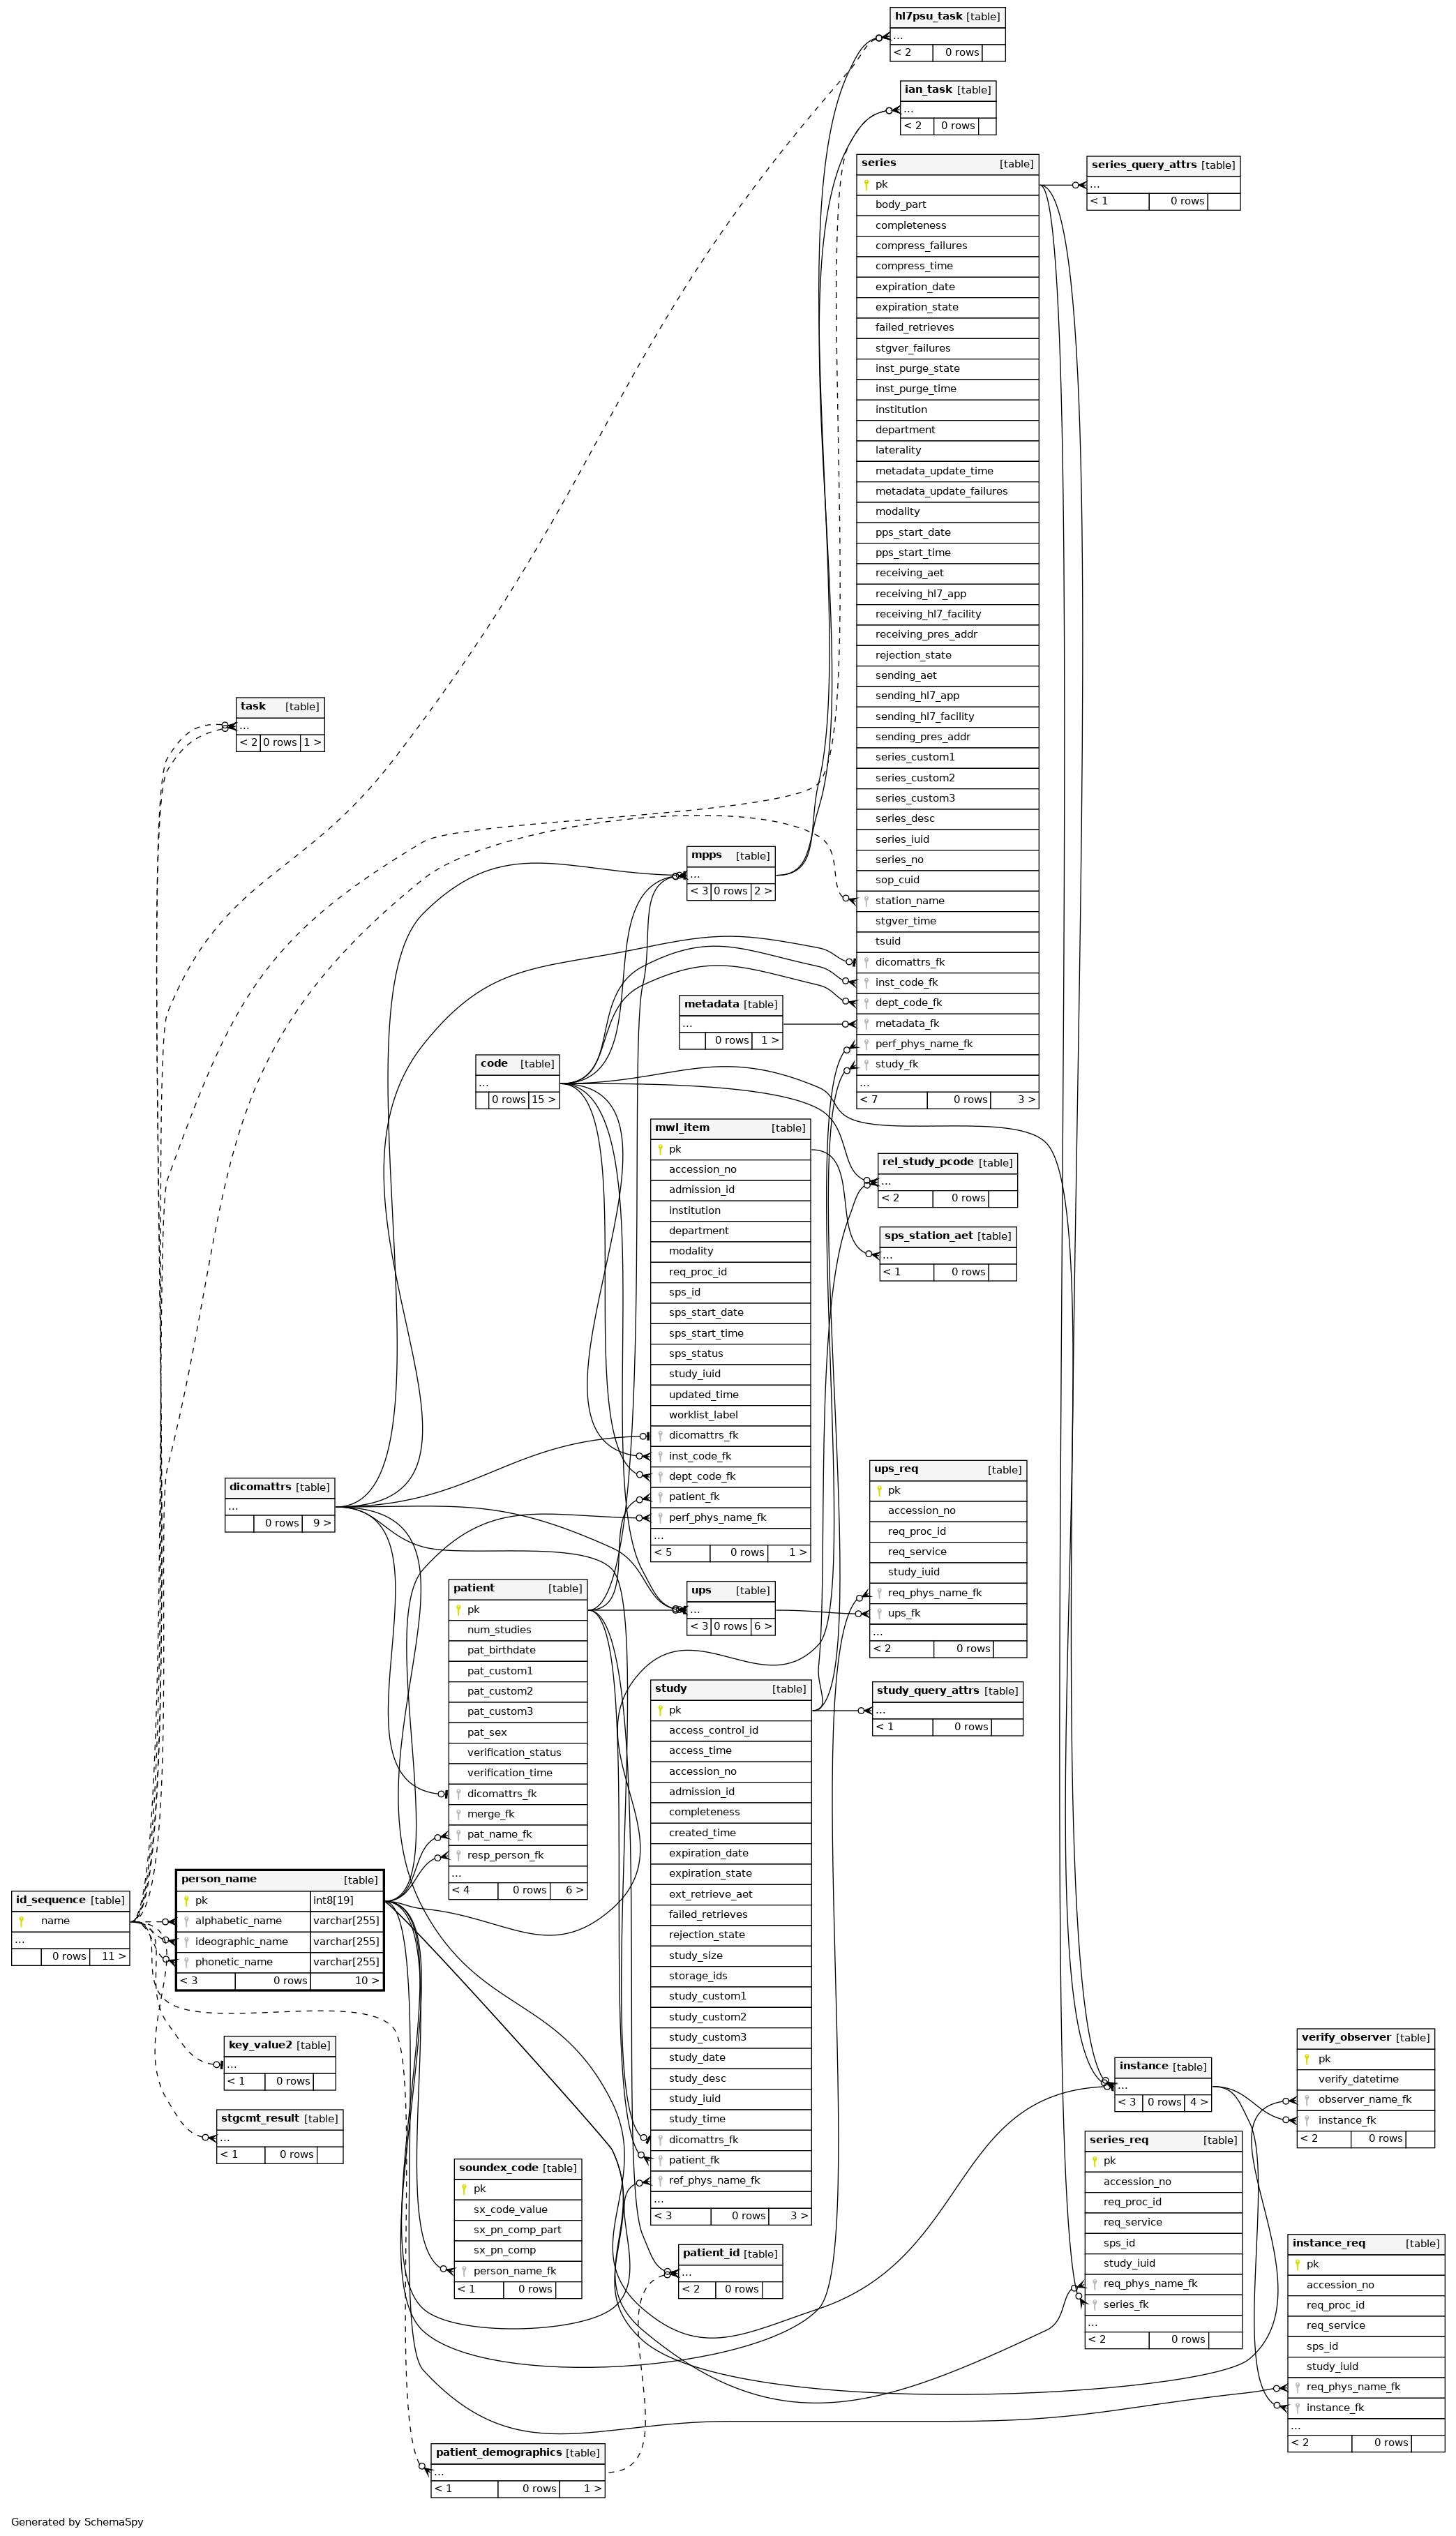 hl7psu_task [table]
...
< 2 0 rows
ian_task [table]
...
< 2 0 rows
series [table]
pk
body_part
completeness
compress_failures
compress_time
expiration_date
expiration_state
failed_retrieves
stgver_failures
inst_purge_state
inst_purge_time
institution
department
laterality
metadata_update_time
metadata_update_failures
modality
pps_start_date
pps_start_time
receiving_aet
receiving_hl7_app
receiving_hl7_facility
receiving_pres_addr
rejection_state
sending_aet
sending_hl7_app
sending_hl7_facility
sending_pres_addr
series_custom1
series_custom2
series_custom3
series_desc
series_iuid
series_no
sop_cuid
station_name
stgver_time
tsuid
dicomattrs_fk
inst_code_fk
dept_code_fk
metadata_fk
perf_phys_name_fk
study_fk
...
< 7 0 rows 3 >
series_query_attrs [table]
...
< 1 0 rows
task [table]
...
< 2 0 rows 1 >
mpps [table]
...
< 3 0 rows 2 >
metadata [table]
...
0 rows 1 >
code [table]
...
0 rows 15 >
mwl_item [table]
pk
accession_no
admission_id
institution
department
modality
req_proc_id
sps_id
sps_start_date
sps_start_time
sps_status
study_iuid
updated_time
worklist_label
dicomattrs_fk
inst_code_fk
dept_code_fk
patient_fk
perf_phys_name_fk
...
< 5 0 rows 1 >
rel_study_pcode [table]
...
< 2 0 rows
sps_station_aet [table]
...
< 1 0 rows
dicomattrs [table]
...
0 rows 9 >
ups_req [table]
pk
accession_no
req_proc_id
req_service
study_iuid
req_phys_name_fk
ups_fk
...
< 2 0 rows
patient [table]
pk
num_studies
pat_birthdate
pat_custom1
pat_custom2
pat_custom3
pat_sex
verification_status
verification_time
dicomattrs_fk
merge_fk
pat_name_fk
resp_person_fk
...
< 4 0 rows 6 >
ups [table]
...
< 3 0 rows 6 >
study [table]
pk
access_control_id
access_time
accession_no
admission_id
completeness
created_time
expiration_date
expiration_state
ext_retrieve_aet
failed_retrieves
rejection_state
study_size
storage_ids
study_custom1
study_custom2
study_custom3
study_date
study_desc
study_iuid
study_time
dicomattrs_fk
patient_fk
ref_phys_name_fk
...
< 3 0 rows 3 >
study_query_attrs [table]
...
< 1 0 rows
id_sequence [table]
name
...
0 rows 11 >
person_name [table]
pk int8[19]
alphabetic_name varchar[255]
ideographic_name varchar[255]
phonetic_name varchar[255]
< 3 0 rows 10 >
key_value2 [table]
...
< 1 0 rows
stgcmt_result [table]
...
< 1 0 rows
soundex_code [table]
pk
sx_code_value
sx_pn_comp_part
sx_pn_comp
person_name_fk
< 1 0 rows
patient_id [table]
...
< 2 0 rows
instance [table]
...
< 3 0 rows 4 >
verify_observer [table]
pk
verify_datetime
observer_name_fk
instance_fk
< 2 0 rows
series_req [table]
pk
accession_no
req_proc_id
req_service
sps_id
study_iuid
req_phys_name_fk
series_fk
...
< 2 0 rows
instance_req [table]
pk
accession_no
req_proc_id
req_service
sps_id
study_iuid
req_phys_name_fk
instance_fk
...
< 2 0 rows
patient_demographics [table]
...
< 1 0 rows 1 >
Generated by SchemaSpy